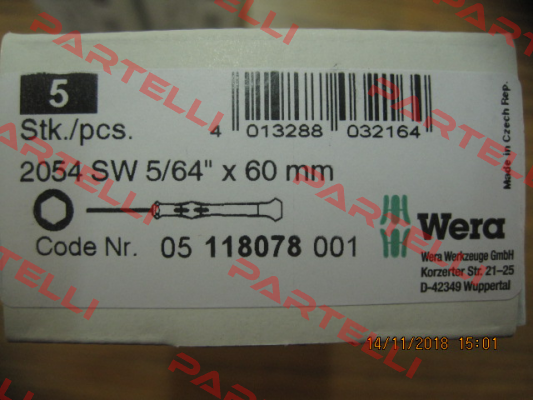 5
Stk./pcs.
4 013288 032164
Made in Czech Rep.
2054 SW 5/64" x 60 mm
Code Nr. 05 118078 001
Wera
Wera Werkzeuge GmbH
Korzerter Str. 21-25
D-42349 Wuppertal
14/11/2018 15:01
PARTELLI
PARTELLI
PARTELLI
PARTELLI
PARTELLI
PARTELLI